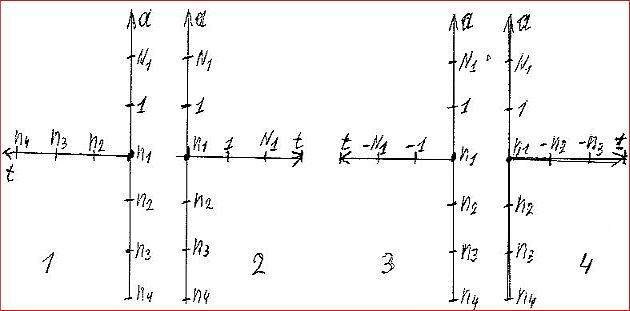 a a a a
N₁ N₁ N₁ N₁
1 1 1 1
n₄ n₃ n₂ n₁ n₁ 1 N₁ t t -N₁ -1 n₁ n₁ -n₂ -n₃ t
t
n₂ n₂ n₂ n₂
n₃ n₃ n₃ n₃
1 2 3 4
n₄ n₄ n₄ n₄